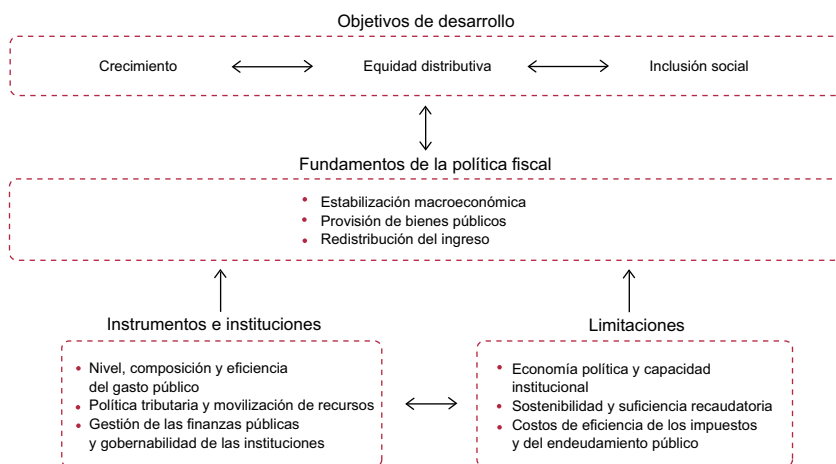 Objetivos de desarrollo
Crecimiento
Equidad distributiva
Inclusión social
Fundamentos de la política fiscal
• Estabilización macroeconómica
• Provisión de bienes públicos
• Redistribución del ingreso
Instrumentos e instituciones
• Nivel, composición y eficiencia
del gasto público
• Política tributaria y movilización de recursos
• Gestión de las finanzas públicas
y gobernabilidad de las instituciones
Limitaciones
• Economía política y capacidad
institucional
• Sostenibilidad y suficiencia recaudatoria
• Costos de eficiencia de los impuestos
y del endeudamiento público